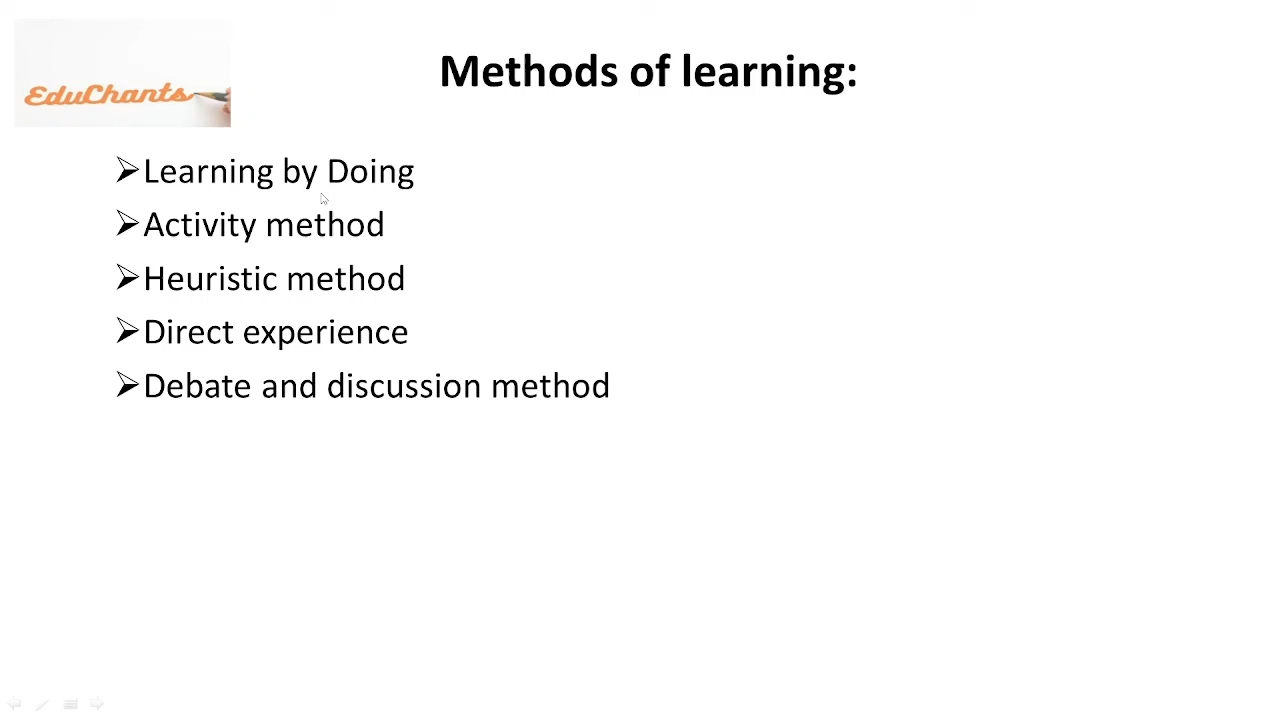 EduChants
Methods of learning:
➢Learning by Doing
➢Activity method
➢Heuristic method
➢Direct experience
➢Debate and discussion method